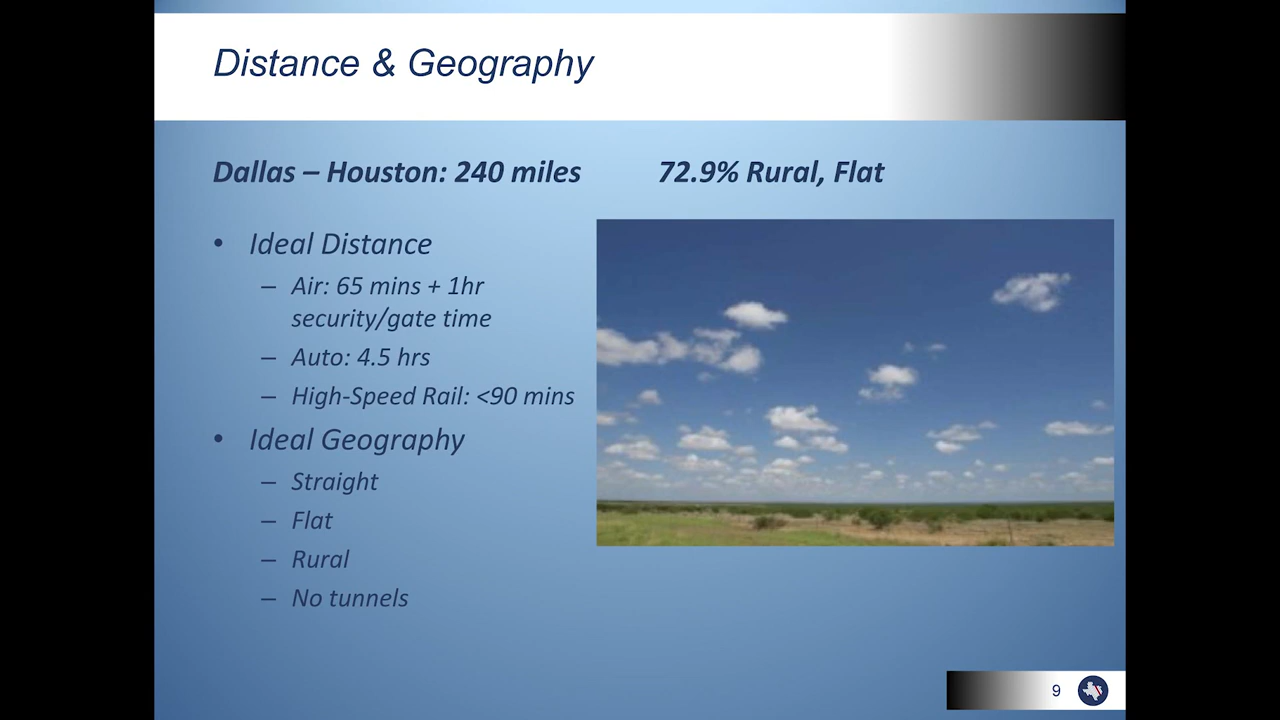 Distance & Geography
Dallas – Houston: 240 miles
72.9% Rural, Flat
• Ideal Distance
– Air: 65 mins + 1hr
security/gate time
– Auto: 4.5 hrs
– High-Speed Rail: <90 mins
• Ideal Geography
– Straight
– Flat
– Rural
– No tunnels
9